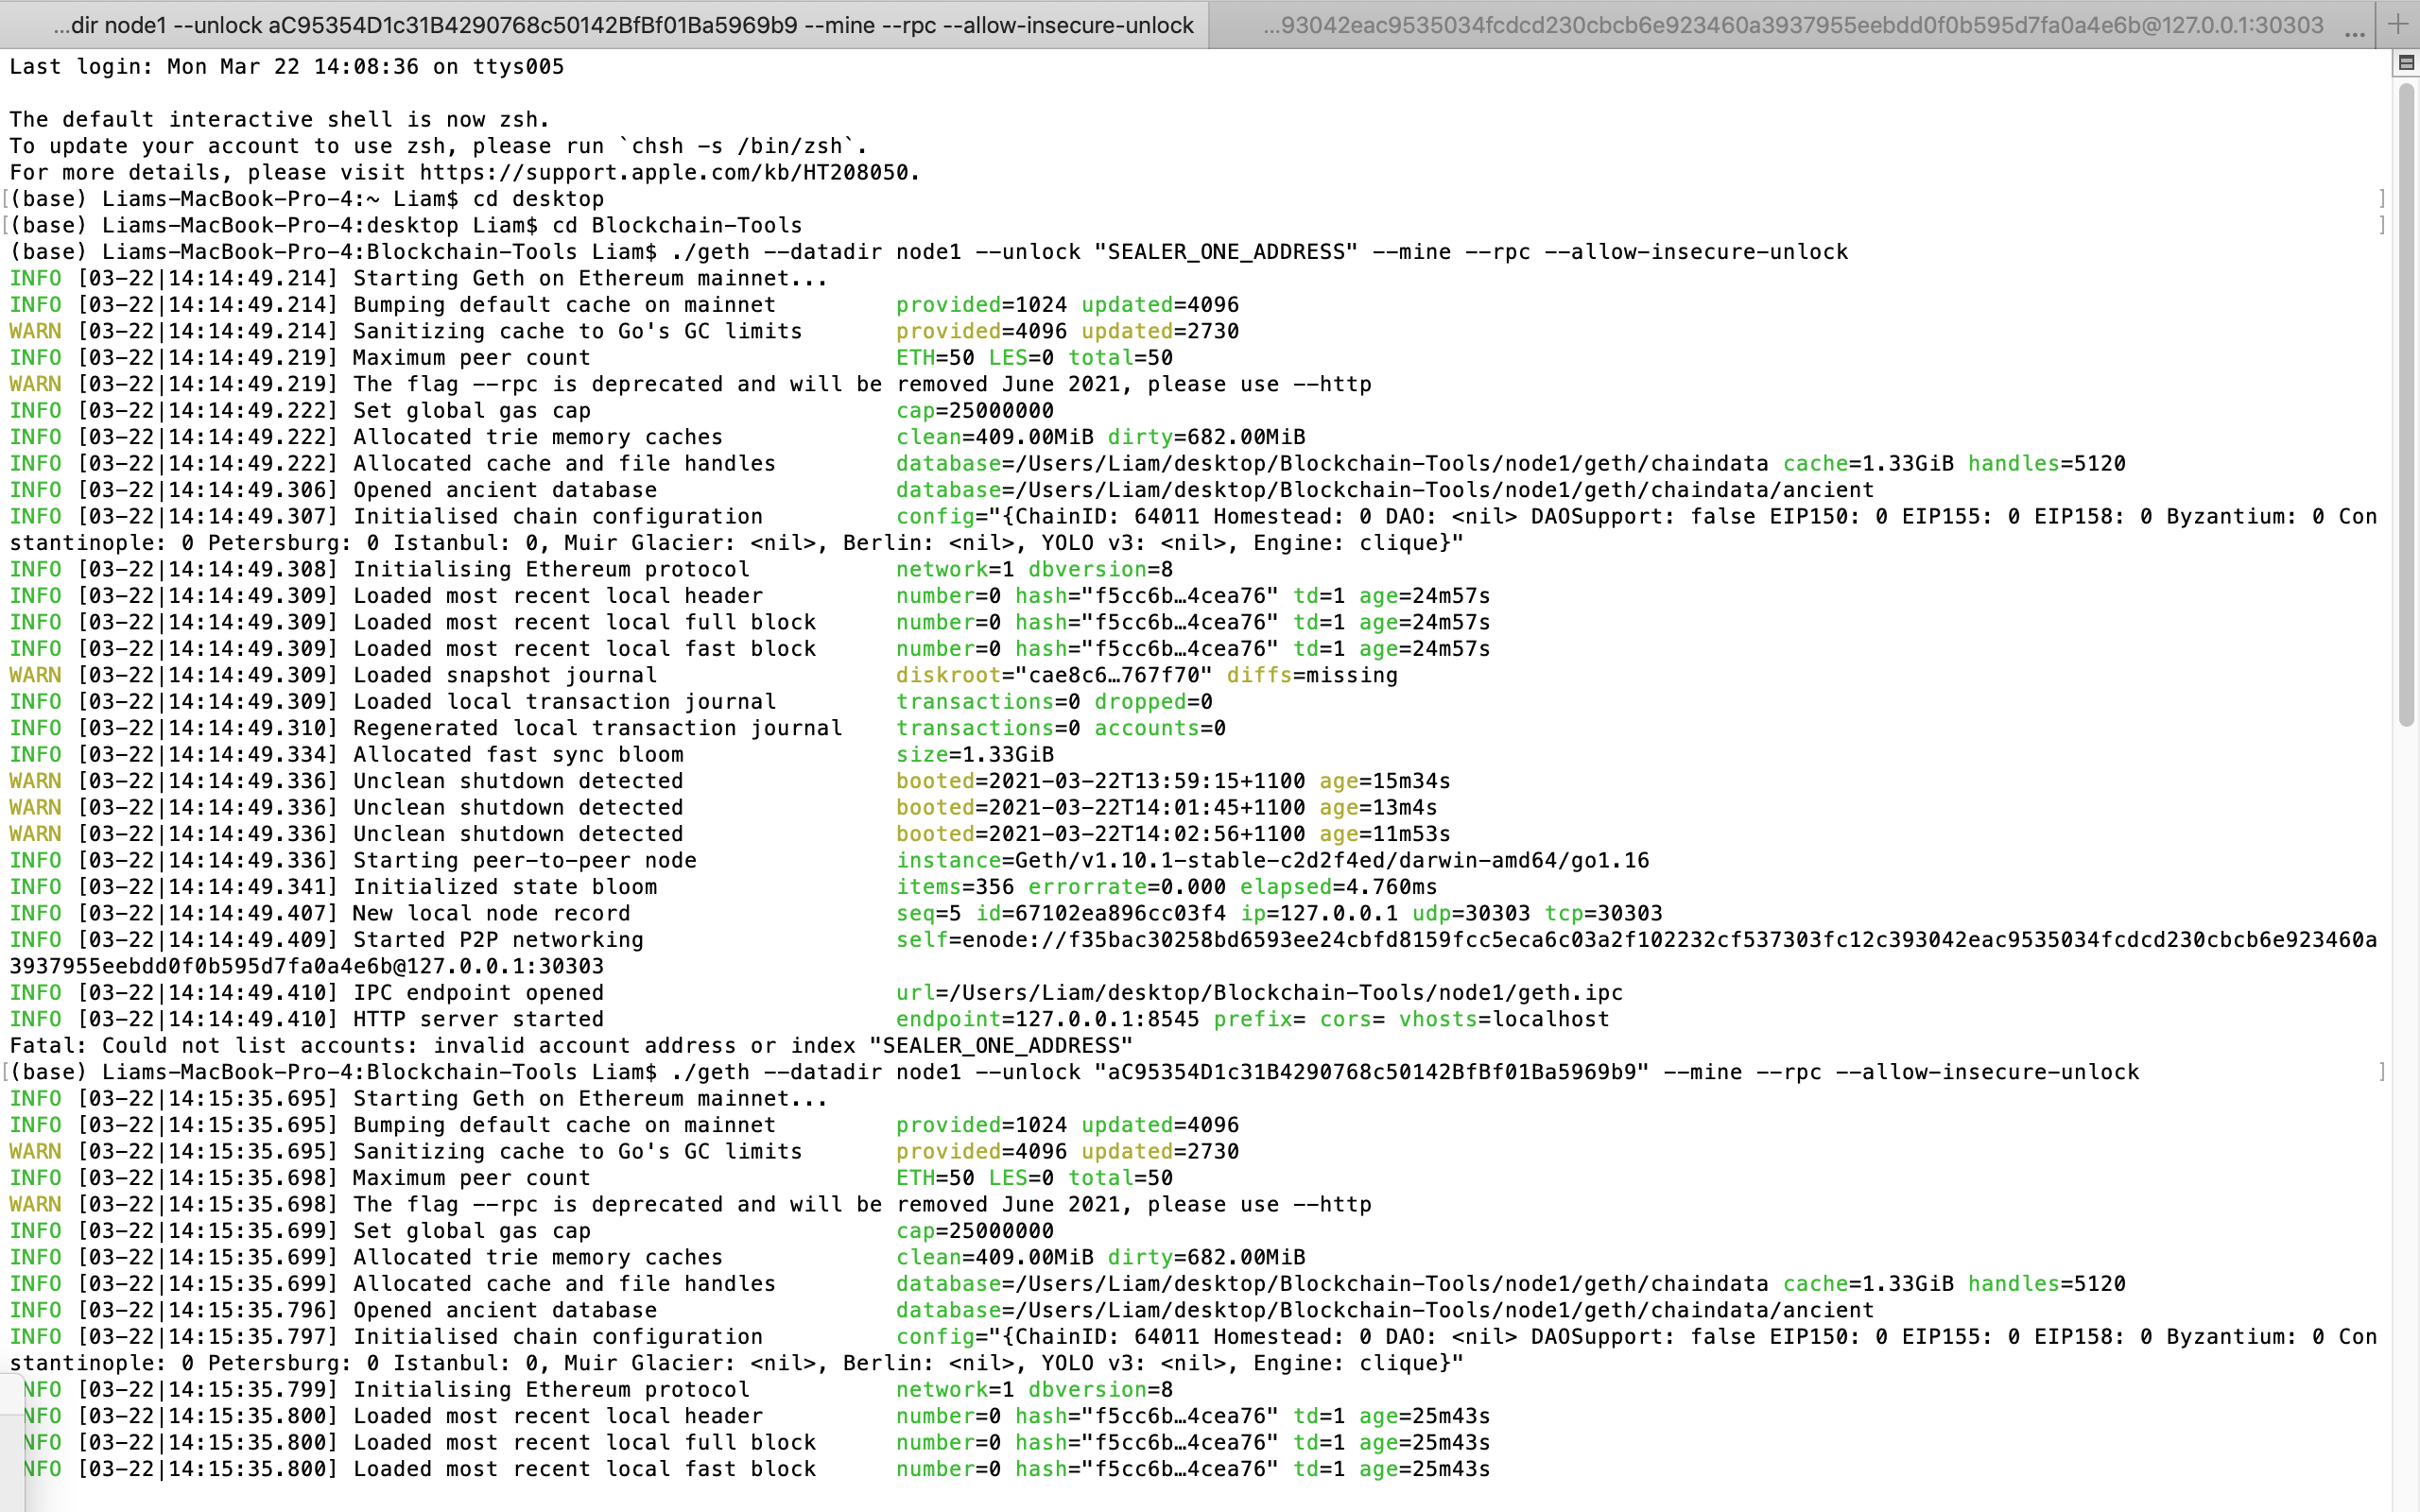 ...dir node1 --unlock aC95354D1c31B4290768c50142BfBf01Ba5969b9 --mine --rpc --allow-insecure-unlock
...93042eac9535034fcdcd230cbcb6e923460a3937955eebdd0f0b595d7fa0a4e6b@127.0.0.1:30303 ...
Last login: Mon Mar 22 14:08:36 on ttys005
The default interactive shell is now zsh.
To update your account to use zsh, please run `chsh -s /bin/zsh`.
For more details, please visit https://support.apple.com/kb/HT208050.
[(base) Liams-MacBook-Pro-4:~ Liam$ cd desktop ]
[(base) Liams-MacBook-Pro-4:desktop Liam$ cd Blockchain-Tools ]
(base) Liams-MacBook-Pro-4:Blockchain-Tools Liam$ ./geth --datadir node1 --unlock "SEALER_ONE_ADDRESS" --mine --rpc --allow-insecure-unlock
INFO [03-22|14:14:49.214] Starting Geth on Ethereum mainnet...
INFO [03-22|14:14:49.214] Bumping default cache on mainnet provided=1024 updated=4096
WARN [03-22|14:14:49.214] Sanitizing cache to Go's GC limits provided=4096 updated=2730
INFO [03-22|14:14:49.219] Maximum peer count ETH=50 LES=0 total=50
WARN [03-22|14:14:49.219] The flag --rpc is deprecated and will be removed June 2021, please use --http
INFO [03-22|14:14:49.222] Set global gas cap cap=25000000
INFO [03-22|14:14:49.222] Allocated trie memory caches clean=409.00MiB dirty=682.00MiB
INFO [03-22|14:14:49.222] Allocated cache and file handles database=/Users/Liam/desktop/Blockchain-Tools/node1/geth/chaindata cache=1.33GiB handles=5120
INFO [03-22|14:14:49.306] Opened ancient database database=/Users/Liam/desktop/Blockchain-Tools/node1/geth/chaindata/ancient
INFO [03-22|14:14:49.307] Initialised chain configuration config="{ChainID: 64011 Homestead: 0 DAO: <nil> DAOSupport: false EIP150: 0 EIP155: 0 EIP158: 0 Byzantium: 0 Con
stantinople: 0 Petersburg: 0 Istanbul: 0, Muir Glacier: <nil>, Berlin: <nil>, YOLO v3: <nil>, Engine: clique}"
INFO [03-22|14:14:49.308] Initialising Ethereum protocol network=1 dbversion=8
INFO [03-22|14:14:49.309] Loaded most recent local header number=0 hash="f5cc6b…4cea76" td=1 age=24m57s
INFO [03-22|14:14:49.309] Loaded most recent local full block number=0 hash="f5cc6b…4cea76" td=1 age=24m57s
INFO [03-22|14:14:49.309] Loaded most recent local fast block number=0 hash="f5cc6b…4cea76" td=1 age=24m57s
WARN [03-22|14:14:49.309] Loaded snapshot journal diskroot="cae8c6…767f70" diffs=missing
INFO [03-22|14:14:49.309] Loaded local transaction journal transactions=0 dropped=0
INFO [03-22|14:14:49.310] Regenerated local transaction journal transactions=0 accounts=0
INFO [03-22|14:14:49.334] Allocated fast sync bloom size=1.33GiB
WARN [03-22|14:14:49.336] Unclean shutdown detected booted=2021-03-22T13:59:15+1100 age=15m34s
WARN [03-22|14:14:49.336] Unclean shutdown detected booted=2021-03-22T14:01:45+1100 age=13m4s
WARN [03-22|14:14:49.336] Unclean shutdown detected booted=2021-03-22T14:02:56+1100 age=11m53s
INFO [03-22|14:14:49.336] Starting peer-to-peer node instance=Geth/v1.10.1-stable-c2d2f4ed/darwin-amd64/go1.16
INFO [03-22|14:14:49.341] Initialized state bloom items=356 errorrate=0.000 elapsed=4.760ms
INFO [03-22|14:14:49.407] New local node record seq=5 id=67102ea896cc03f4 ip=127.0.0.1 udp=30303 tcp=30303
INFO [03-22|14:14:49.409] Started P2P networking self=enode://f35bac30258bd6593ee24cbfd8159fcc5eca6c03a2f102232cf537303fc12c393042eac9535034fcdcd230cbcb6e923460a
3937955eebdd0f0b595d7fa0a4e6b@127.0.0.1:30303
INFO [03-22|14:14:49.410] IPC endpoint opened url=/Users/Liam/desktop/Blockchain-Tools/node1/geth.ipc
INFO [03-22|14:14:49.410] HTTP server started endpoint=127.0.0.1:8545 prefix= cors= vhosts=localhost
Fatal: Could not list accounts: invalid account address or index "SEALER_ONE_ADDRESS"
[(base) Liams-MacBook-Pro-4:Blockchain-Tools Liam$ ./geth --datadir node1 --unlock "aC95354D1c31B4290768c50142BfBf01Ba5969b9" --mine --rpc --allow-insecure-unlock ]
INFO [03-22|14:15:35.695] Starting Geth on Ethereum mainnet...
INFO [03-22|14:15:35.695] Bumping default cache on mainnet provided=1024 updated=4096
WARN [03-22|14:15:35.695] Sanitizing cache to Go's GC limits provided=4096 updated=2730
INFO [03-22|14:15:35.698] Maximum peer count ETH=50 LES=0 total=50
WARN [03-22|14:15:35.698] The flag --rpc is deprecated and will be removed June 2021, please use --http
INFO [03-22|14:15:35.699] Set global gas cap cap=25000000
INFO [03-22|14:15:35.699] Allocated trie memory caches clean=409.00MiB dirty=682.00MiB
INFO [03-22|14:15:35.699] Allocated cache and file handles database=/Users/Liam/desktop/Blockchain-Tools/node1/geth/chaindata cache=1.33GiB handles=5120
INFO [03-22|14:15:35.796] Opened ancient database database=/Users/Liam/desktop/Blockchain-Tools/node1/geth/chaindata/ancient
INFO [03-22|14:15:35.797] Initialised chain configuration config="{ChainID: 64011 Homestead: 0 DAO: <nil> DAOSupport: false EIP150: 0 EIP155: 0 EIP158: 0 Byzantium: 0 Con
stantinople: 0 Petersburg: 0 Istanbul: 0, Muir Glacier: <nil>, Berlin: <nil>, YOLO v3: <nil>, Engine: clique}"
NFO [03-22|14:15:35.799] Initialising Ethereum protocol network=1 dbversion=8
NFO [03-22|14:15:35.800] Loaded most recent local header number=0 hash="f5cc6b…4cea76" td=1 age=25m43s
NFO [03-22|14:15:35.800] Loaded most recent local full block number=0 hash="f5cc6b…4cea76" td=1 age=25m43s
NFO [03-22|14:15:35.800] Loaded most recent local fast block number=0 hash="f5cc6b…4cea76" td=1 age=25m43s